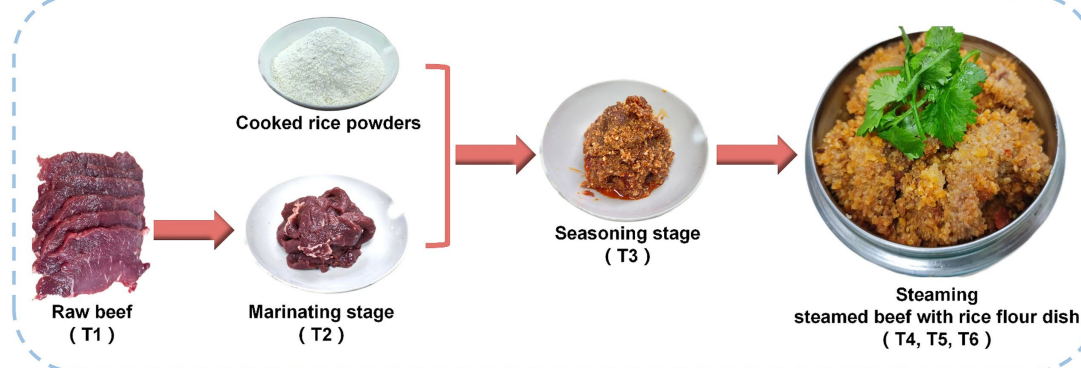 Cooked rice powders
Raw beef
( T1 )
Marinating stage
( T2 )
Seasoning stage
( T3 )
Steaming
steamed beef with rice flour dish
( T4, T5, T6 )